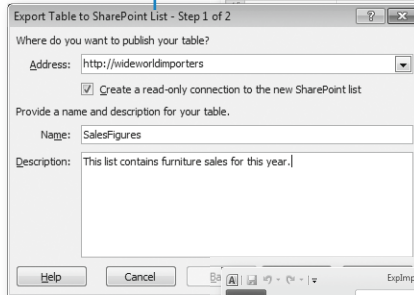 Export Table to SharePoint List - Step 1 of 2
Where do you want to publish your table?
Address: http://wideworldimporters
Create a read-only connection to the new SharePoint list
Provide a name and description for your table.
Name: SalesFigures
Description: This list contains furniture sales for this year.
Help Cancel